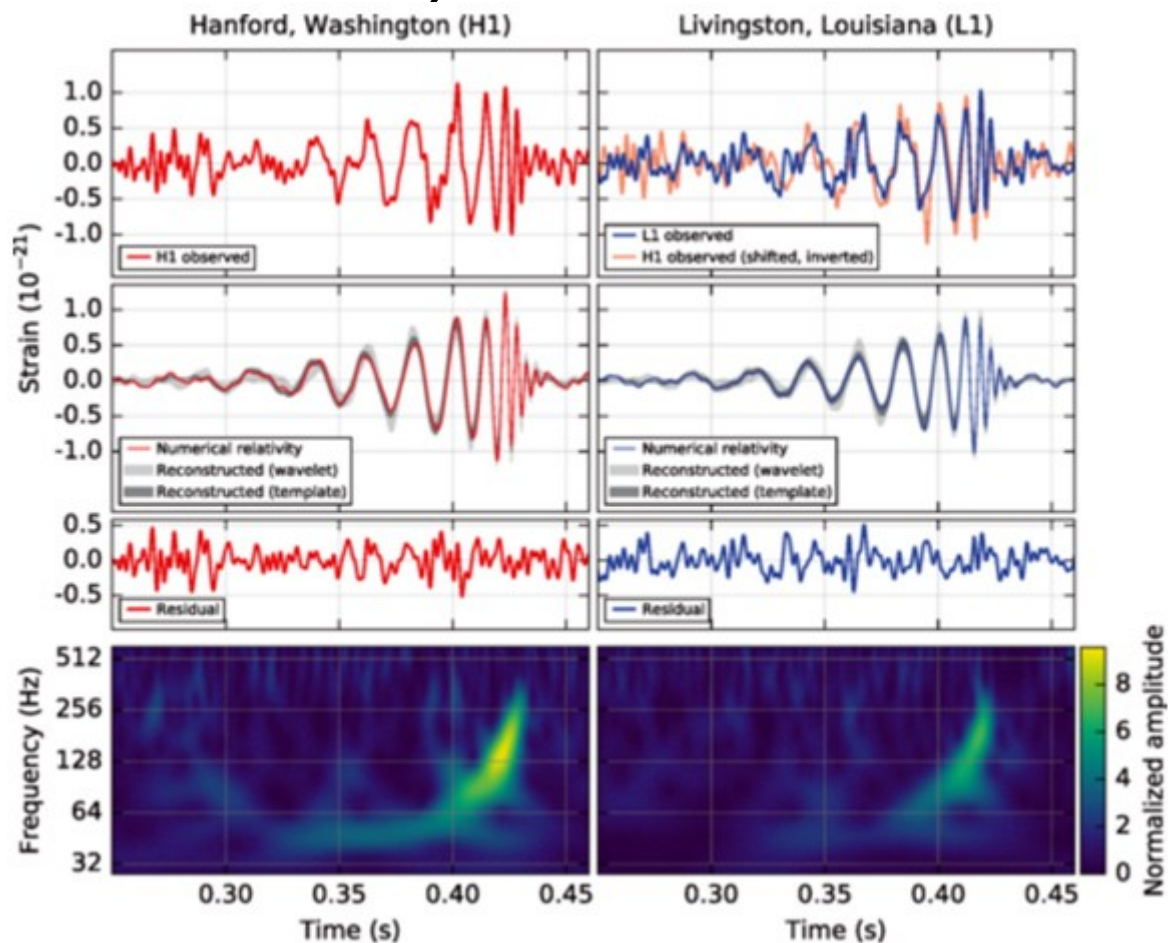 Hanford, Washington (H1)
Livingston, Louisiana (L1)
1.0
0.5
0.0
-0.5
-1.0
H1 observed
L1 observed
H1 observed (shifted, inverted)
Strain (10⁻²¹)
1.0
0.5
0.0
-0.5
-1.0
Numerical relativity
Reconstructed (wavelet)
Reconstructed (template)
Numerical relativity
Reconstructed (wavelet)
Reconstructed (template)
0.5
0.0
-0.5
Residual
Residual
Frequency (Hz)
512
256
128
64
32
8
6
4
2
0
Normalized amplitude
0.30
0.35
0.40
0.45
0.30
0.35
0.40
0.45
Time (s)
Time (s)